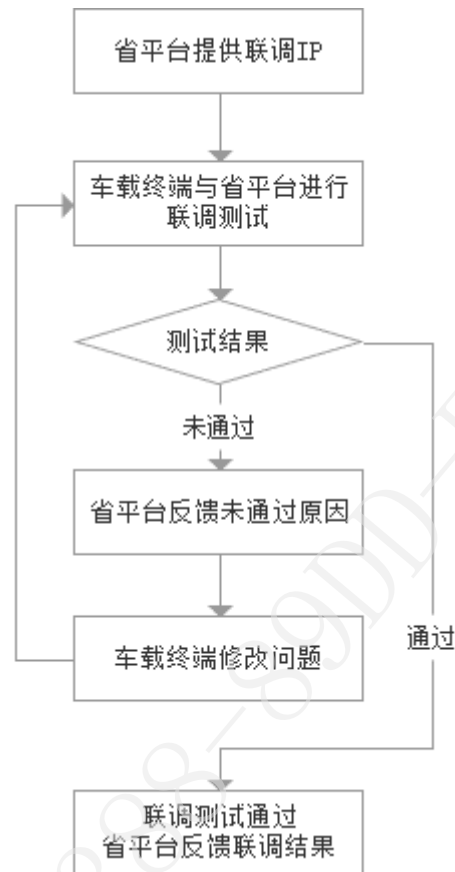 省平台提供联调IP
车载终端与省平台进行
联调测试
测试结果
未通过
省平台反馈未通过原因
车载终端修改问题
通过
联调测试通过
省平台反馈联调结果